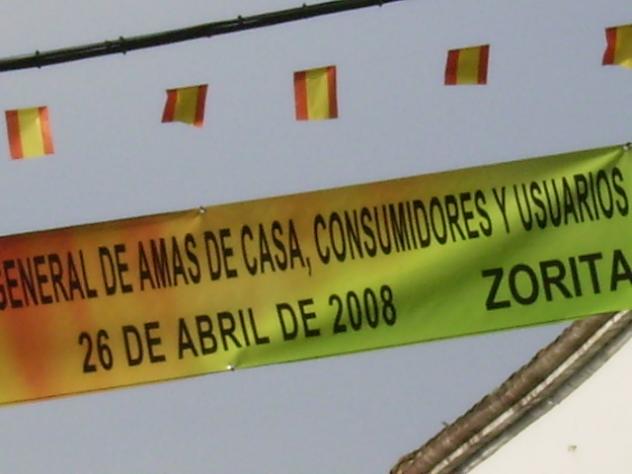 GENERAL DE AMAS DE CASA, CONSUMIDORES Y USUARIOS
26 DE ABRIL DE 2008 ZORITA